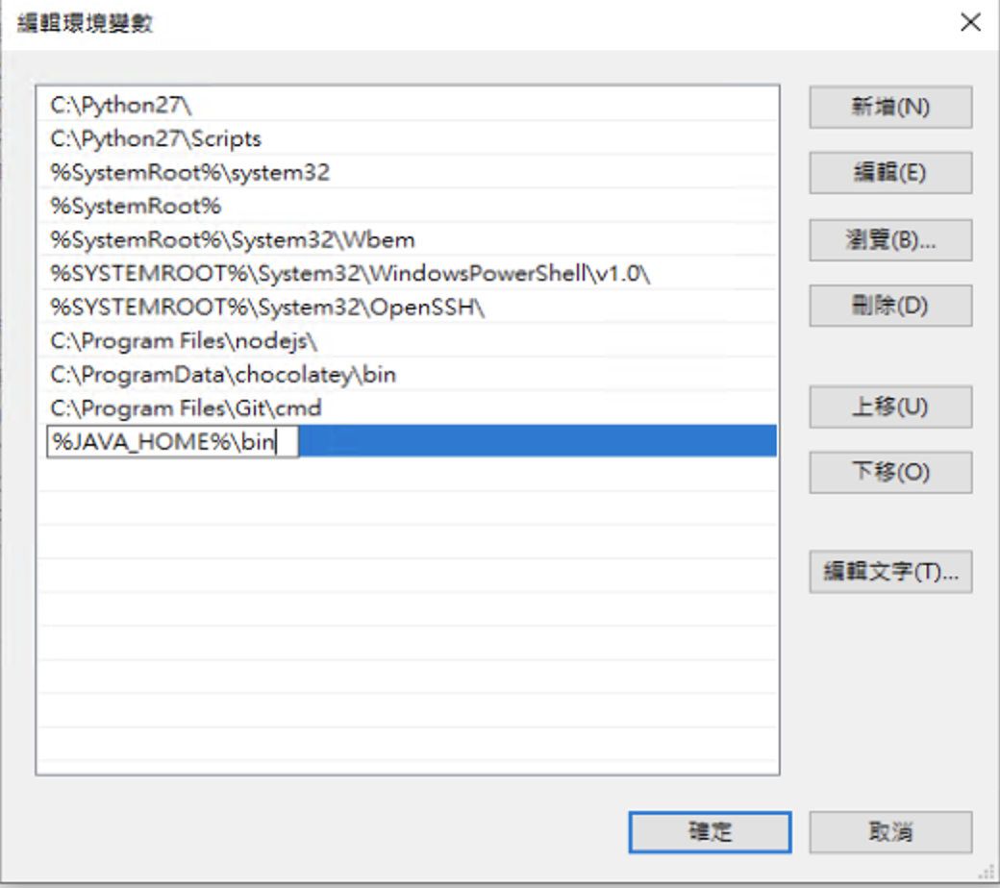 編輯環境變數
C:\Python27\
C:\Python27\Scripts
%SystemRoot%\system32
%SystemRoot%
%SystemRoot%\System32\Wbem
%SYSTEMROOT%\System32\WindowsPowerShell\v1.0\
%SYSTEMROOT%\System32\OpenSSH\
C:\Program Files\nodejs\
C:\ProgramData\chocolatey\bin
C:\Program Files\Git\cmd
%JAVA_HOME%\bin
新增(N)
編輯(E)
瀏覽(B)...
刪除(D)
上移(U)
下移(O)
編輯文字(T)...
確定
取消